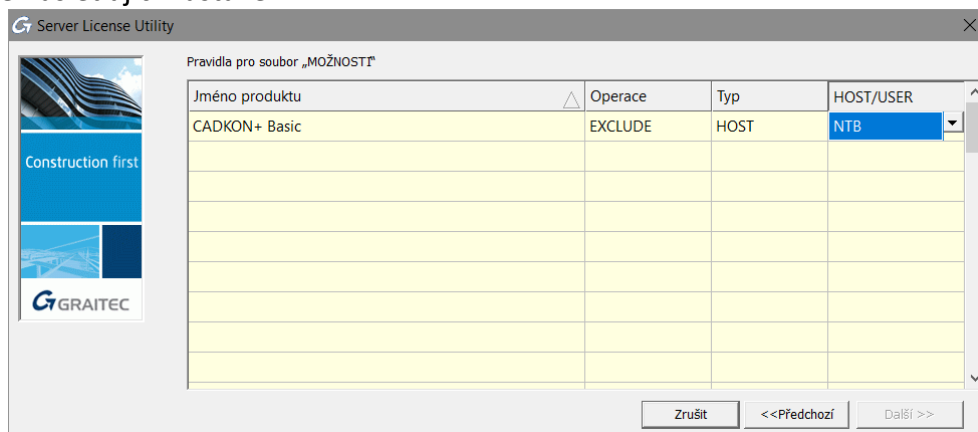 Server License Utility
Pravidla pro soubor „MOŽNOSTI“
Jméno produktu Operace Typ HOST/USER
CADKON+ Basic EXCLUDE HOST NTB
Construction first
GRAITEC
Zrušit <<Předchozí Další >>